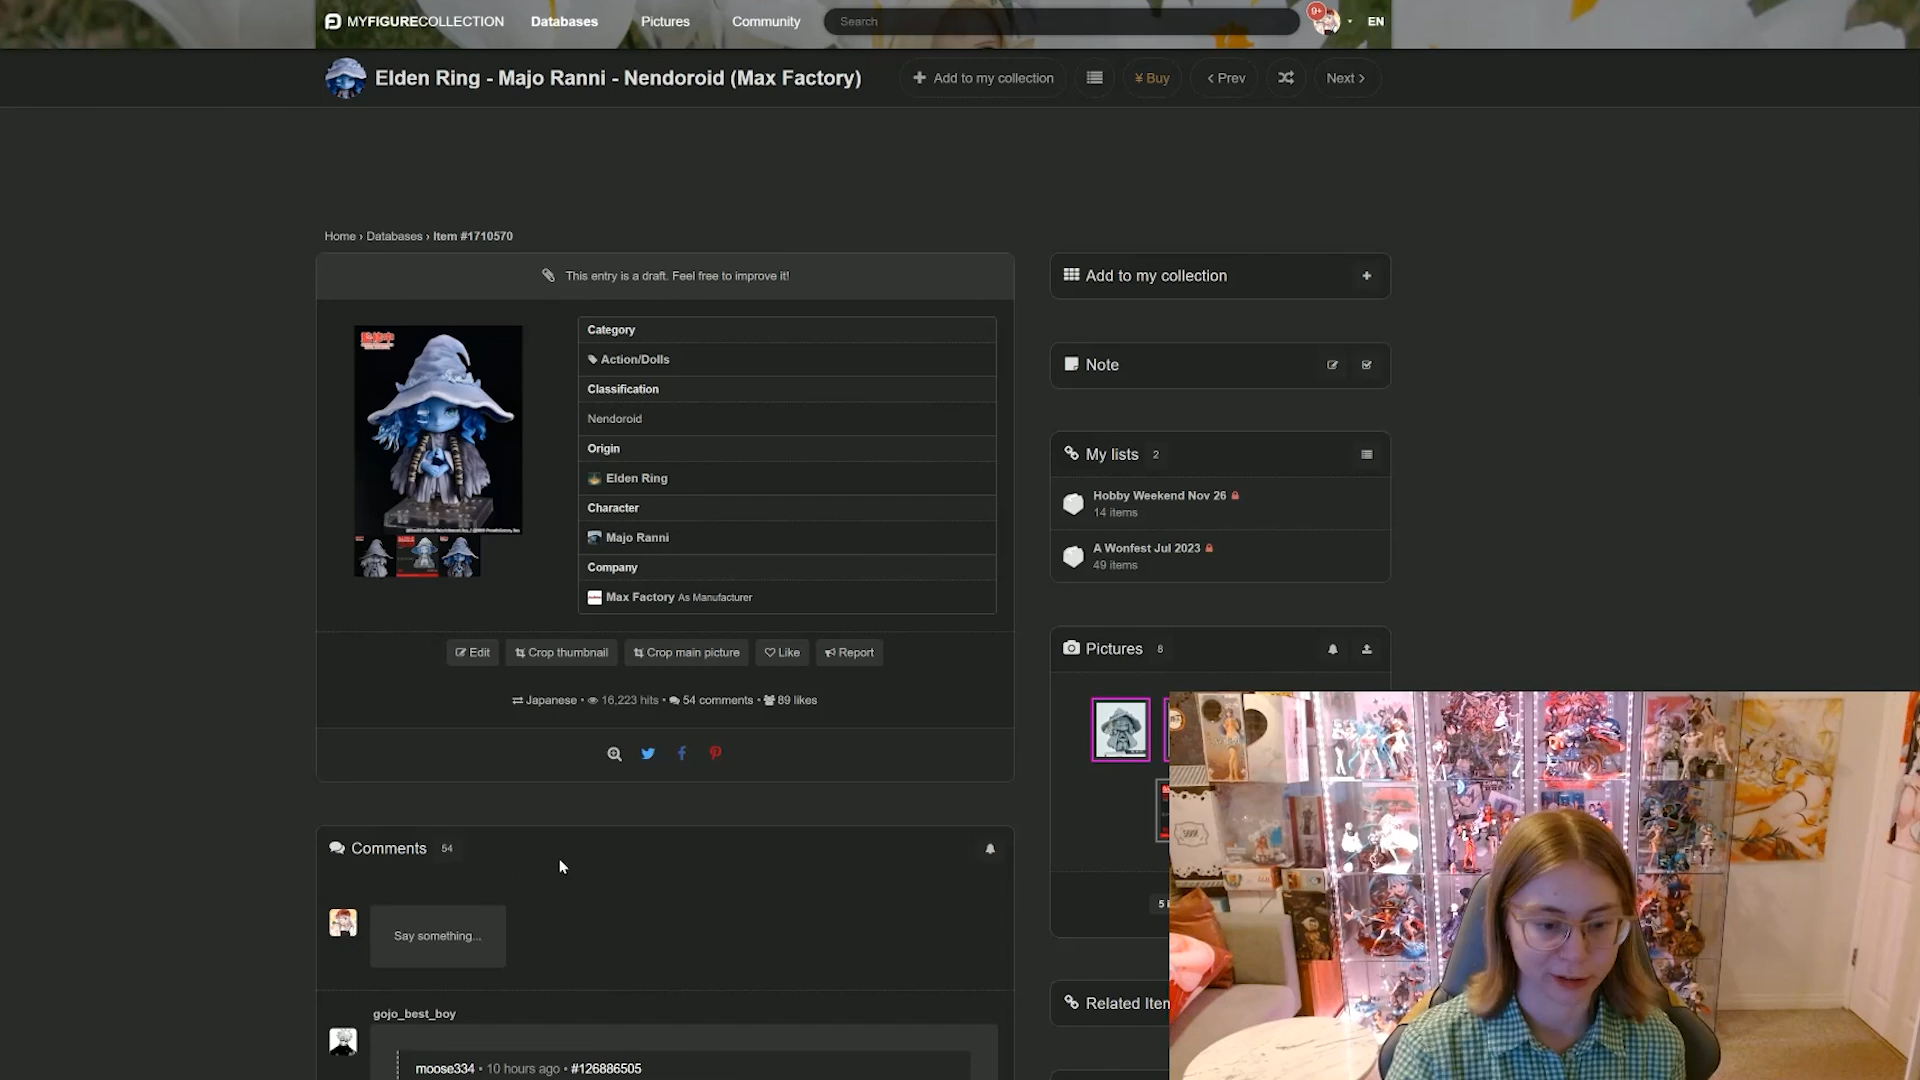 MYFIGURECOLLECTION Databases Pictures Community Search 9+ EN
Elden Ring - Majo Ranni - Nendoroid (Max Factory) Add to my collection ¥ Buy Prev Next
Home › Databases › Item #1710570
This entry is a draft. Feel free to improve it!
Category
Action/Dolls
Classification
Nendoroid
Origin
Elden Ring
Character
Majo Ranni
Company
Max Factory As Manufacturer
Edit Crop thumbnail Crop main picture Like Report
Japanese • 16,223 hits • 54 comments • 89 likes
Comments 54
Say something...
gojo_best_boy
moose334 • 10 hours ago • #126886505
Add to my collection
Note
My lists 2
Hobby Weekend Nov 26
14 items
A Wonfest Jul 2023
49 items
Pictures 8
Related